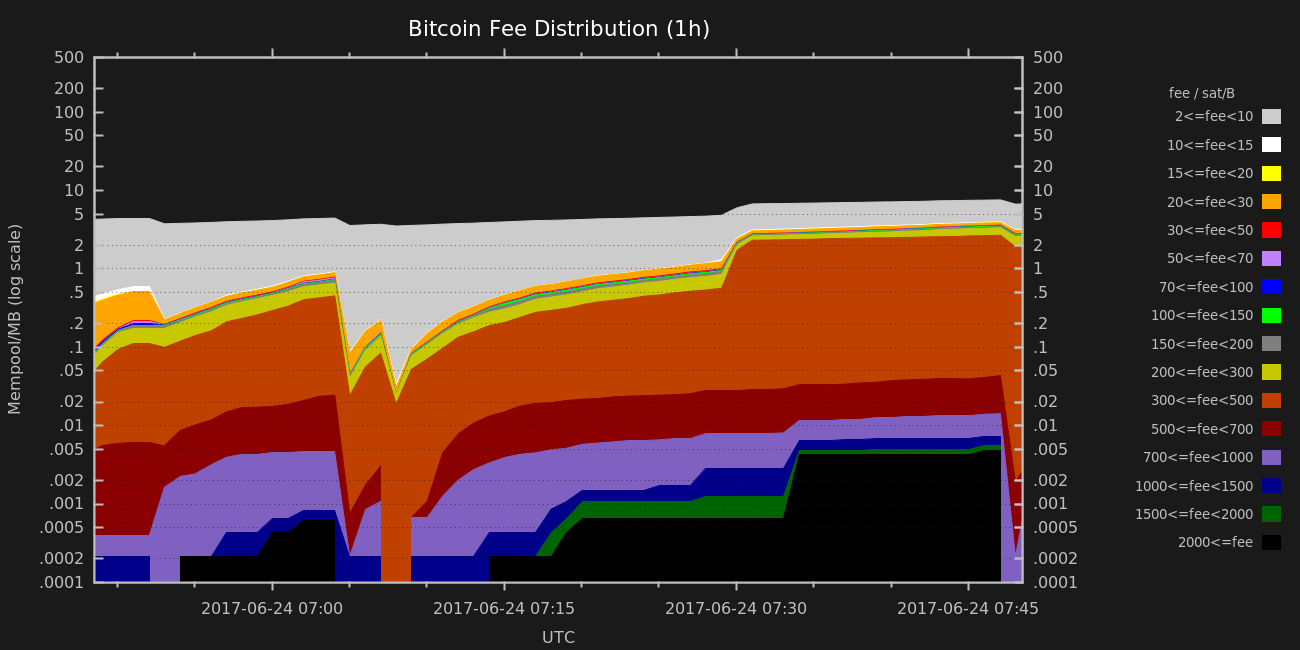 Bitcoin Fee Distribution (1h)
500
200
100
50
20
10
5
2
1
.5
.2
.1
.05
.02
.01
.005
.002
.001
.0005
.0002
.0001
Mempool/MB (log scale)
500
200
100
50
20
10
5
2
1
.5
.2
.1
.05
.02
.01
.005
.002
.001
.0005
.0002
.0001
2017-06-24 07:00
2017-06-24 07:15
2017-06-24 07:30
2017-06-24 07:45
UTC
fee / sat/B
2<=fee<10
10<=fee<15
15<=fee<20
20<=fee<30
30<=fee<50
50<=fee<70
70<=fee<100
100<=fee<150
150<=fee<200
200<=fee<300
300<=fee<500
500<=fee<700
700<=fee<1000
1000<=fee<1500
1500<=fee<2000
2000<=fee